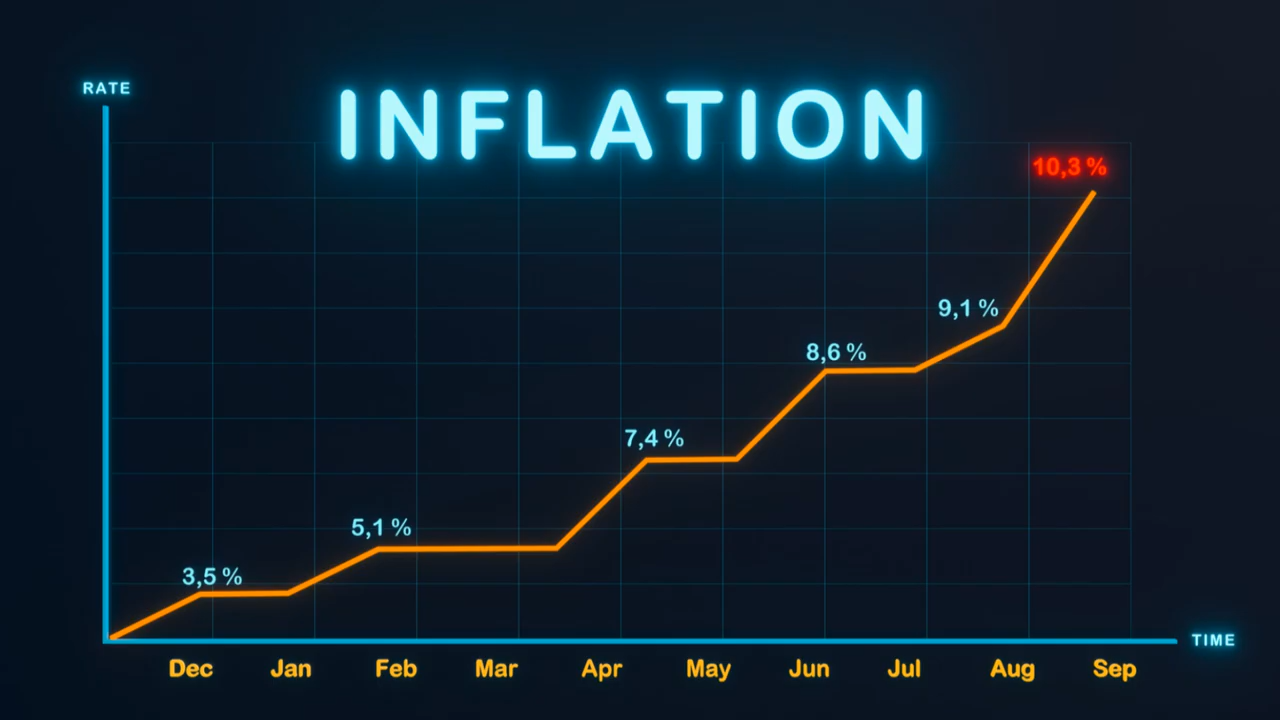 INFLATION
RATE
10,3 %
9,1 %
8,6 %
7,4 %
5,1 %
3,5 %
TIME
Dec Jan Feb Mar Apr May Jun Jul Aug Sep